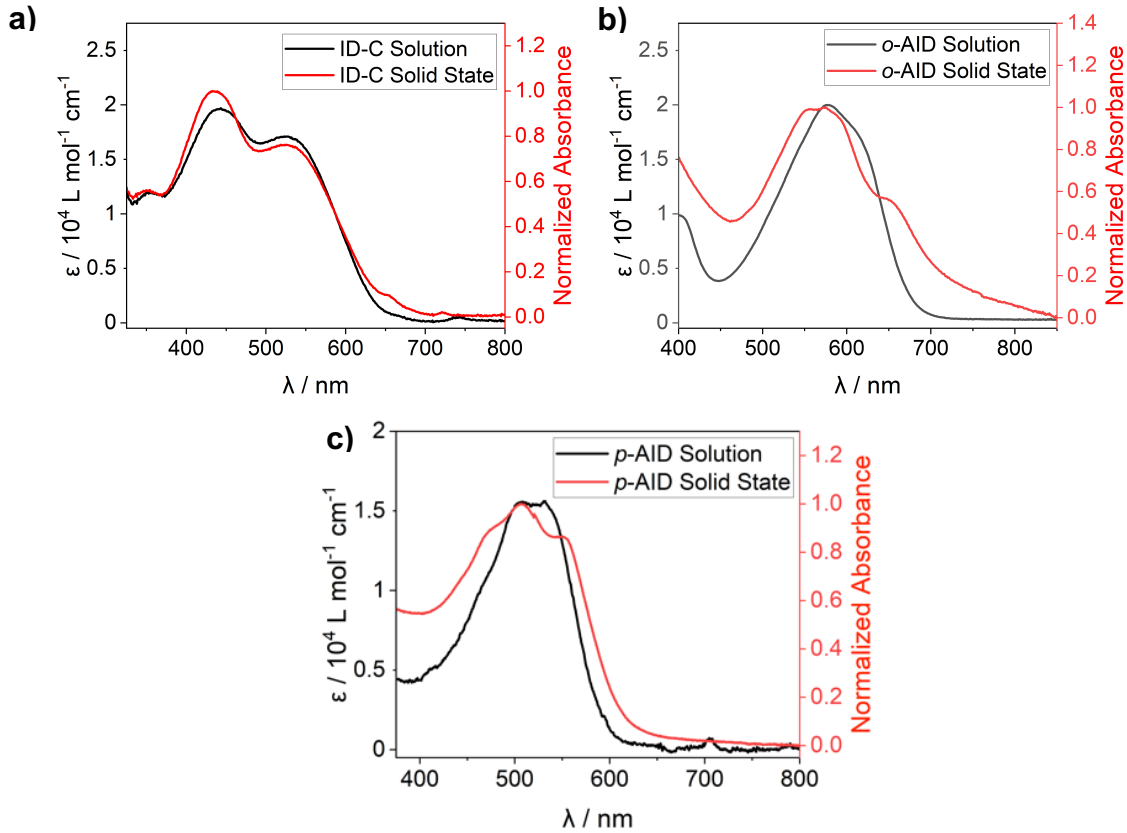 a)
ID-C Solution
ID-C Solid State
ε / 10⁴ L mol⁻¹ cm⁻¹
2.5
2
1.5
1
0.5
0
1.2
1.0
0.8
0.6
0.4
0.2
0.0
Normalized Absorbance
400 500 600 700 800
λ / nm
b)
o-AID Solution
o-AID Solid State
ε / 10⁴ L mol⁻¹ cm⁻¹
2.5
2
1.5
1
0.5
0
1.4
1.2
1.0
0.8
0.6
0.4
0.2
0.0
Normalized Absorbance
400 500 600 700 800
λ / nm
c)
p-AID Solution
p-AID Solid State
ε / 10⁴ L mol⁻¹ cm⁻¹
2
1.5
1
0.5
0
1.2
1.0
0.8
0.6
0.4
0.2
0.0
Normalized Absorbance
400 500 600 700 800
λ / nm